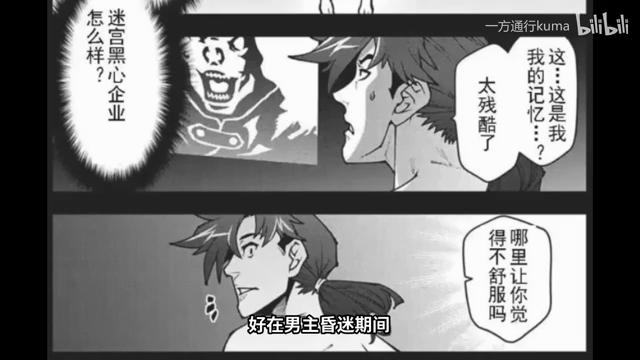 一方通行kuma bilibili
这…这是我
我的记忆…?
太残酷了
迷宫黑心企业
怎么样?
哪里让你觉
得不舒服吗
好在男主昏迷期间